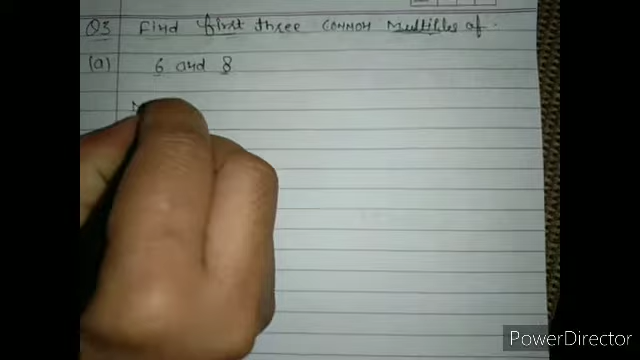 Q3 Find first three common Multiples of.
(a) 6 and 8
PowerDirector